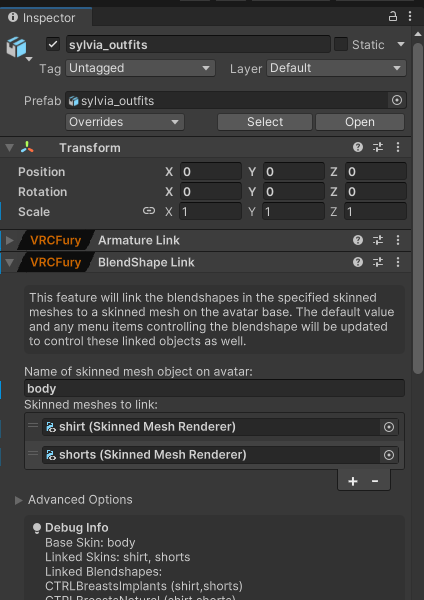 Inspector
sylvia_outfits
Static
Tag Untagged Layer Default
Prefab sylvia_outfits
Overrides Select Open
Transform
Position X 0 Y 0 Z 0
Rotation X 0 Y 0 Z 0
Scale X 1 Y 1 Z 1
VRCFury Armature Link
VRCFury BlendShape Link
This feature will link the blendshapes in the specified skinned
meshes to a skinned mesh on the avatar base. The default value
and any menu items controlling the blendshape will be updated
to control these linked objects as well.
Name of skinned mesh object on avatar:
body
Skinned meshes to link:
shirt (Skinned Mesh Renderer)
shorts (Skinned Mesh Renderer)
+ -
Advanced Options
Debug Info
Base Skin: body
Linked Skins: shirt, shorts
Linked Blendshapes:
CTRLBreastsImplants (shirt,shorts)
CTRLBreastsNatural (shirt,shorts)